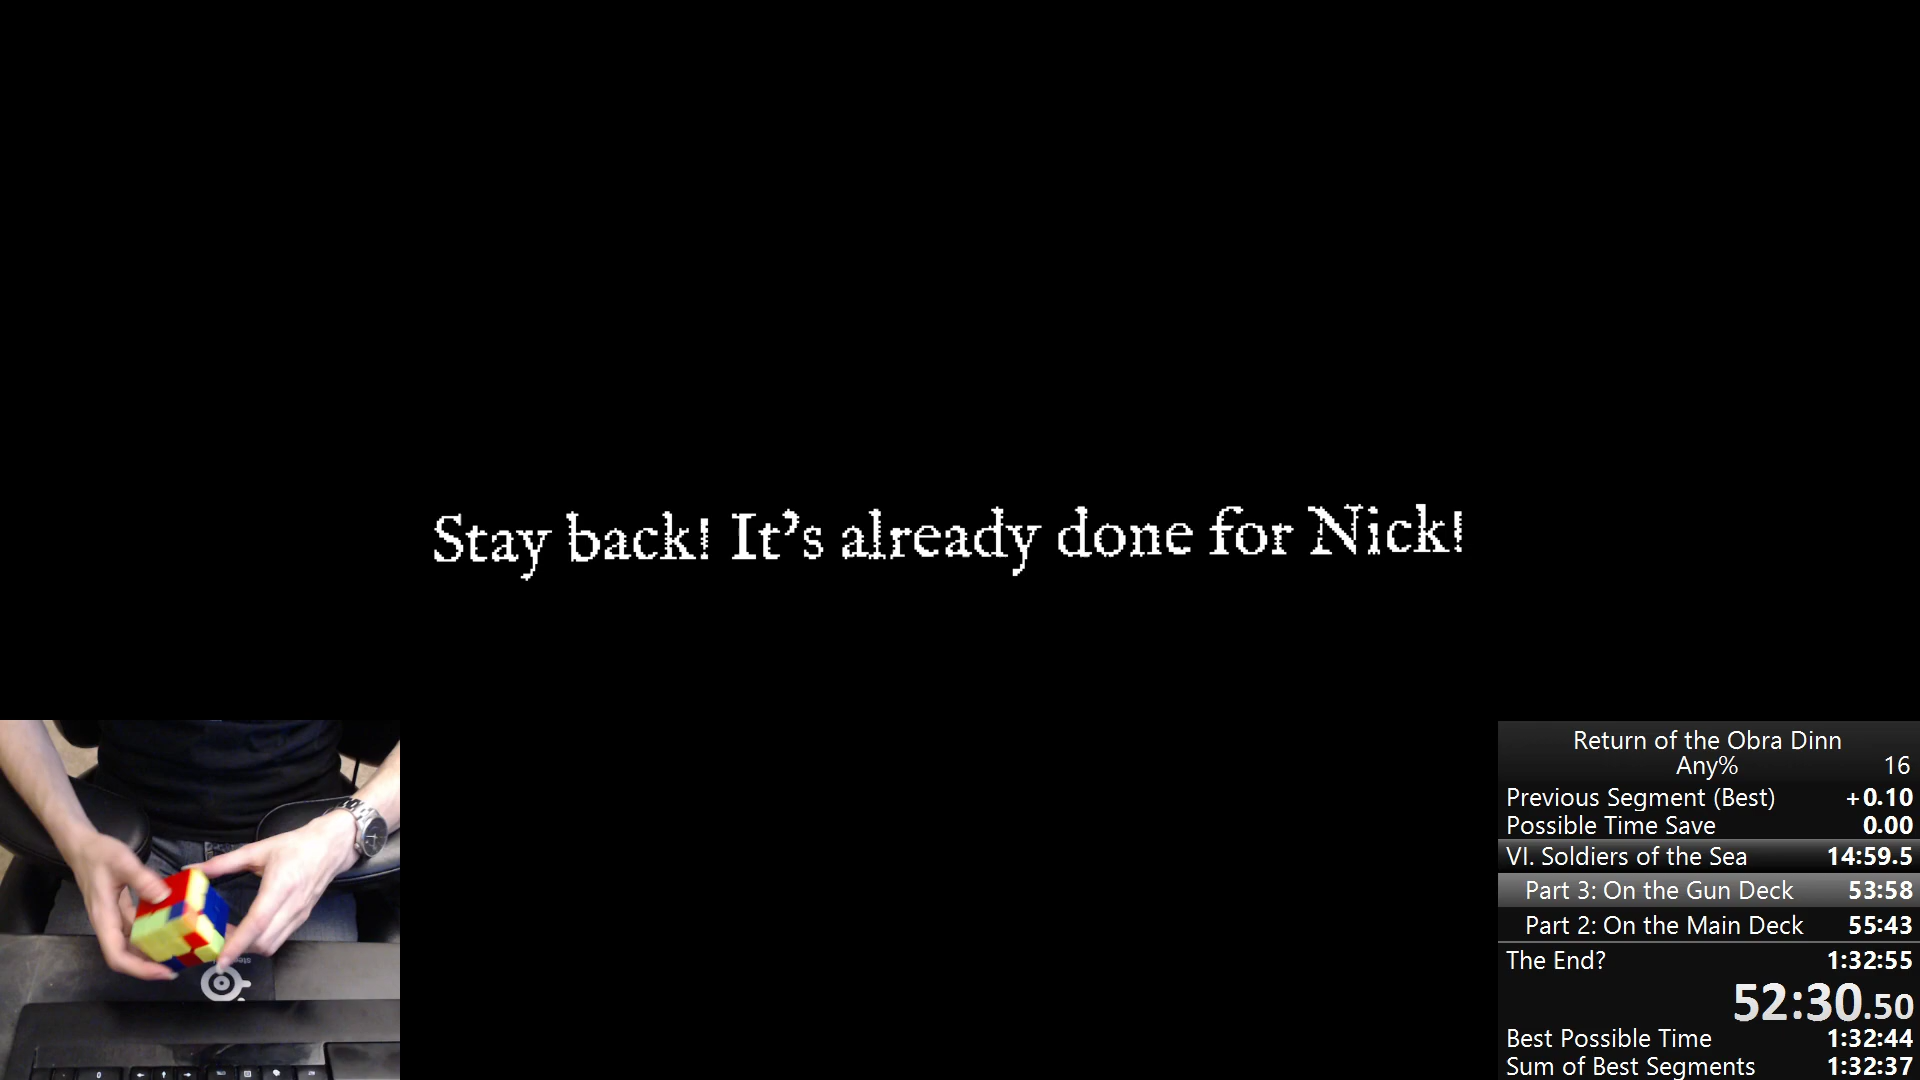 Stay back! It's already done for Nick!
Return of the Obra Dinn
Any% 16
Previous Segment (Best) +0.10
Possible Time Save 0.00
VI. Soldiers of the Sea 14:59.5
Part 3: On the Gun Deck 53:58
Part 2: On the Main Deck 55:43
The End? 1:32:55
52:30.50
Best Possible Time 1:32:44
Sum of Best Segments 1:32:37